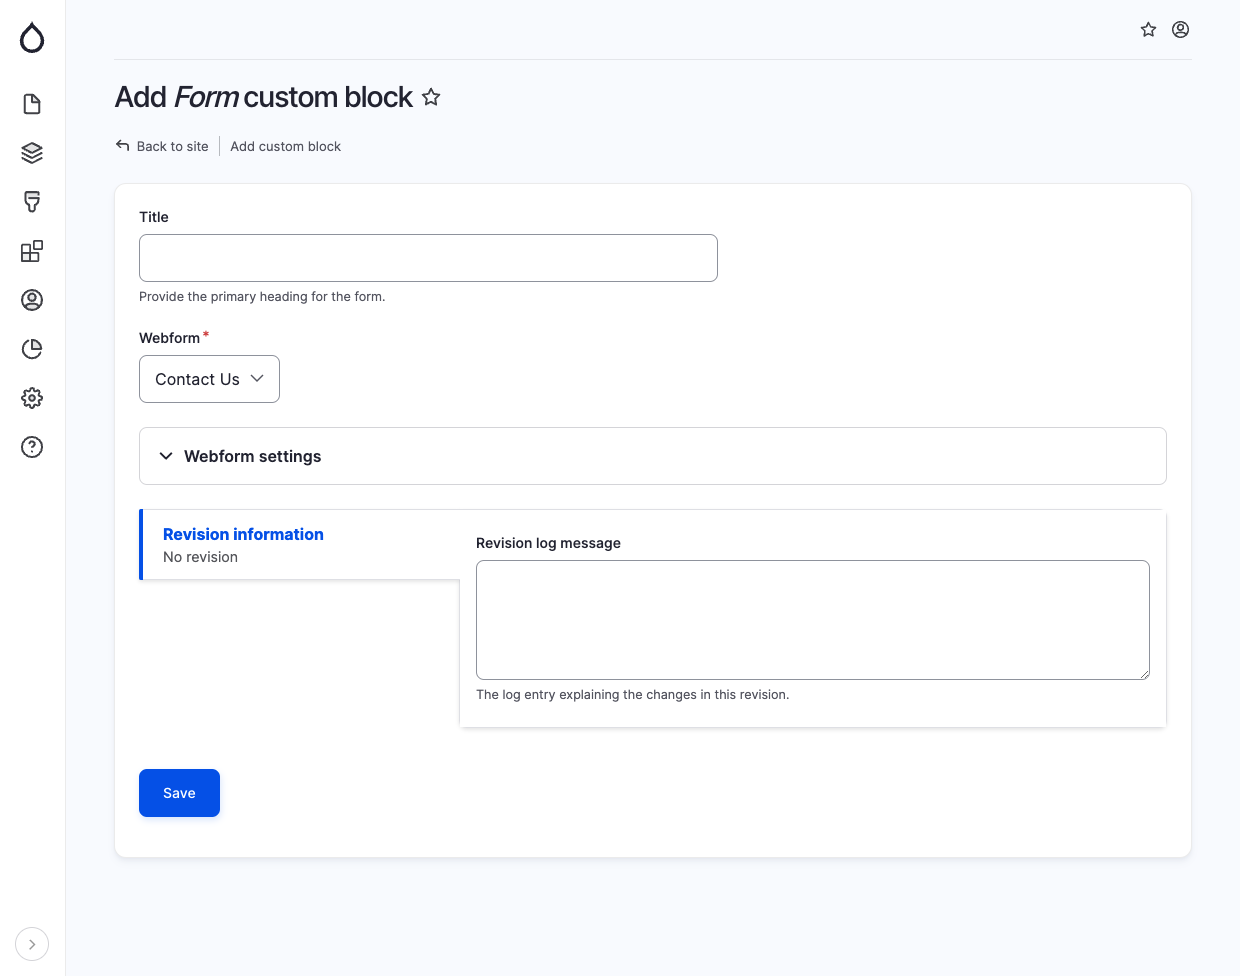 Add Form custom block
Back to site
Add custom block
Title
Provide the primary heading for the form.
Webform *
Contact Us
Webform settings
Revision information
No revision
Revision log message
The log entry explaining the changes in this revision.
Save